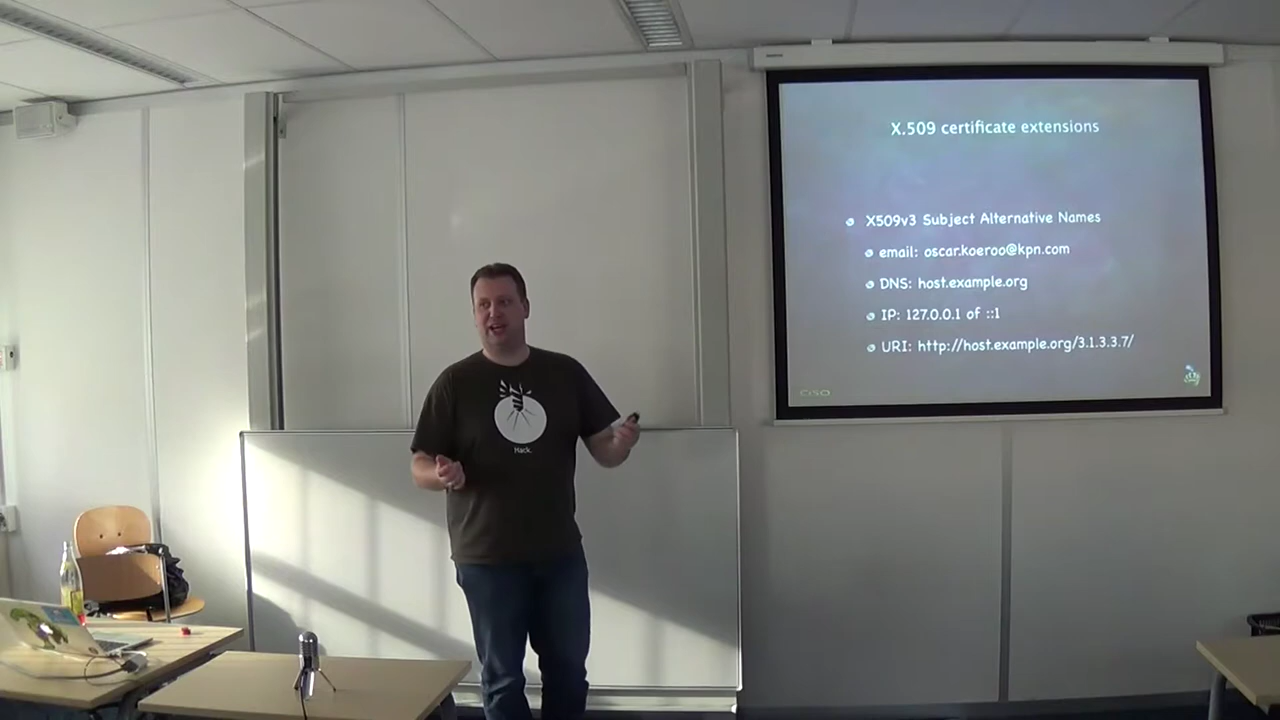 X.509 certificate extensions
X509v3 Subject Alternative Names
email: oscar.koeroo@kpn.com
DNS: host.example.org
IP: 127.0.0.1 of ::1
URI: http://host.example.org/3.1.3.3.7/
CISO
Hack.